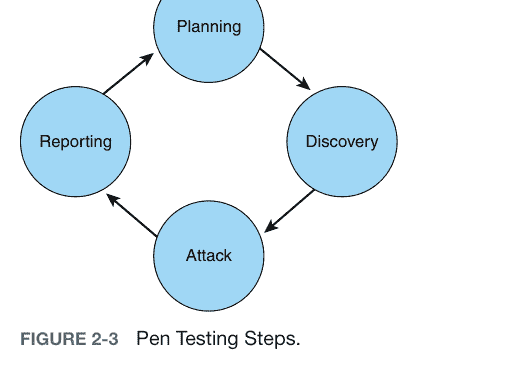 Planning
Reporting
Discovery
Attack
FIGURE 2-3 Pen Testing Steps.